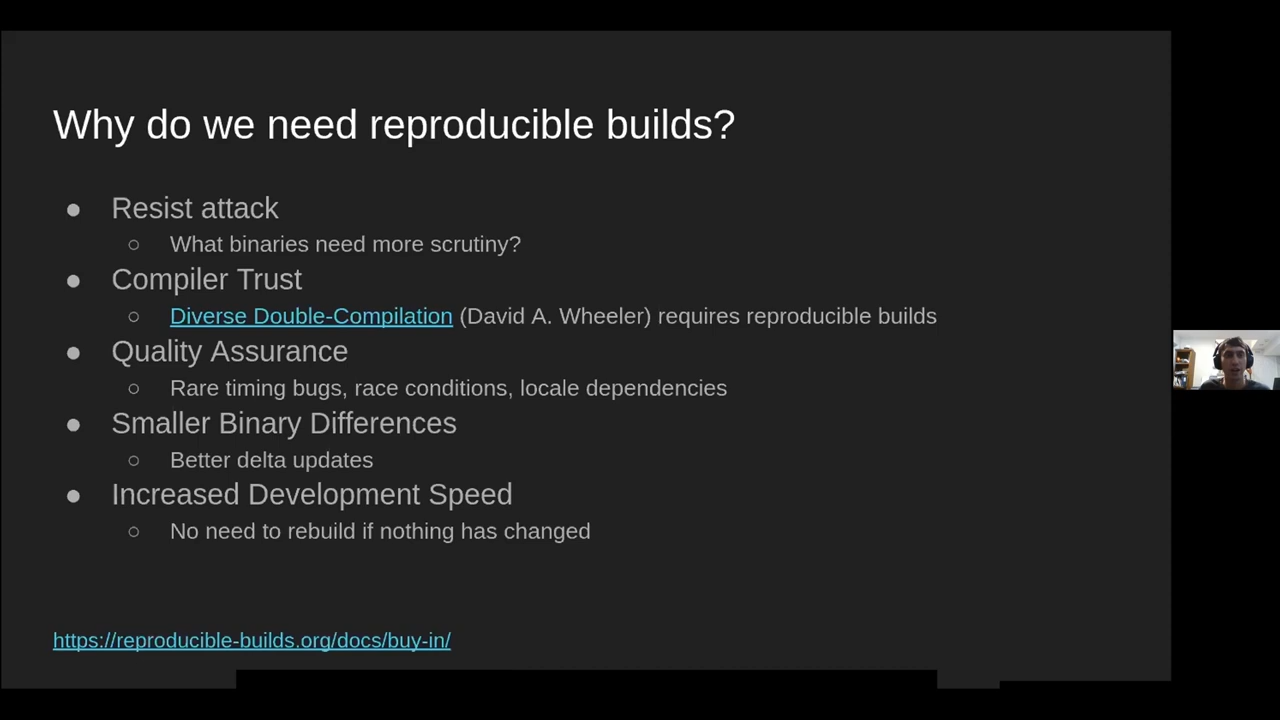 Why do we need reproducible builds?
● Resist attack
○ What binaries need more scrutiny?
● Compiler Trust
○ Diverse Double-Compilation (David A. Wheeler) requires reproducible builds
● Quality Assurance
○ Rare timing bugs, race conditions, locale dependencies
● Smaller Binary Differences
○ Better delta updates
● Increased Development Speed
○ No need to rebuild if nothing has changed
https://reproducible-builds.org/docs/buy-in/